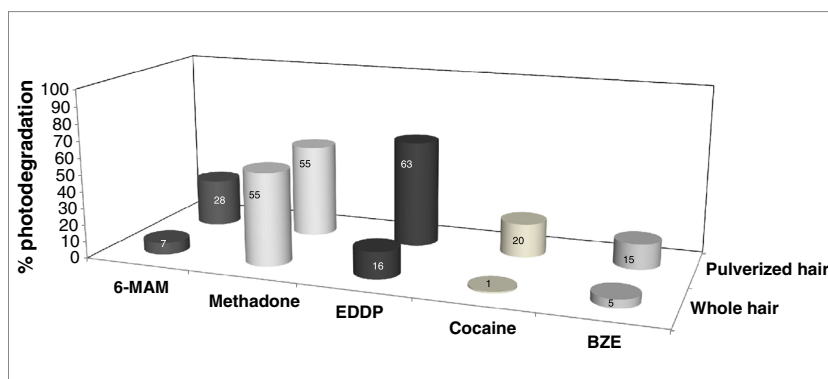 % photodegradation
100
90
80
70
60
50
40
30
20
10
0
28
55
63
20
15
7
55
16
1
5
6-MAM
Methadone
EDDP
Cocaine
BZE
Pulverized hair
Whole hair